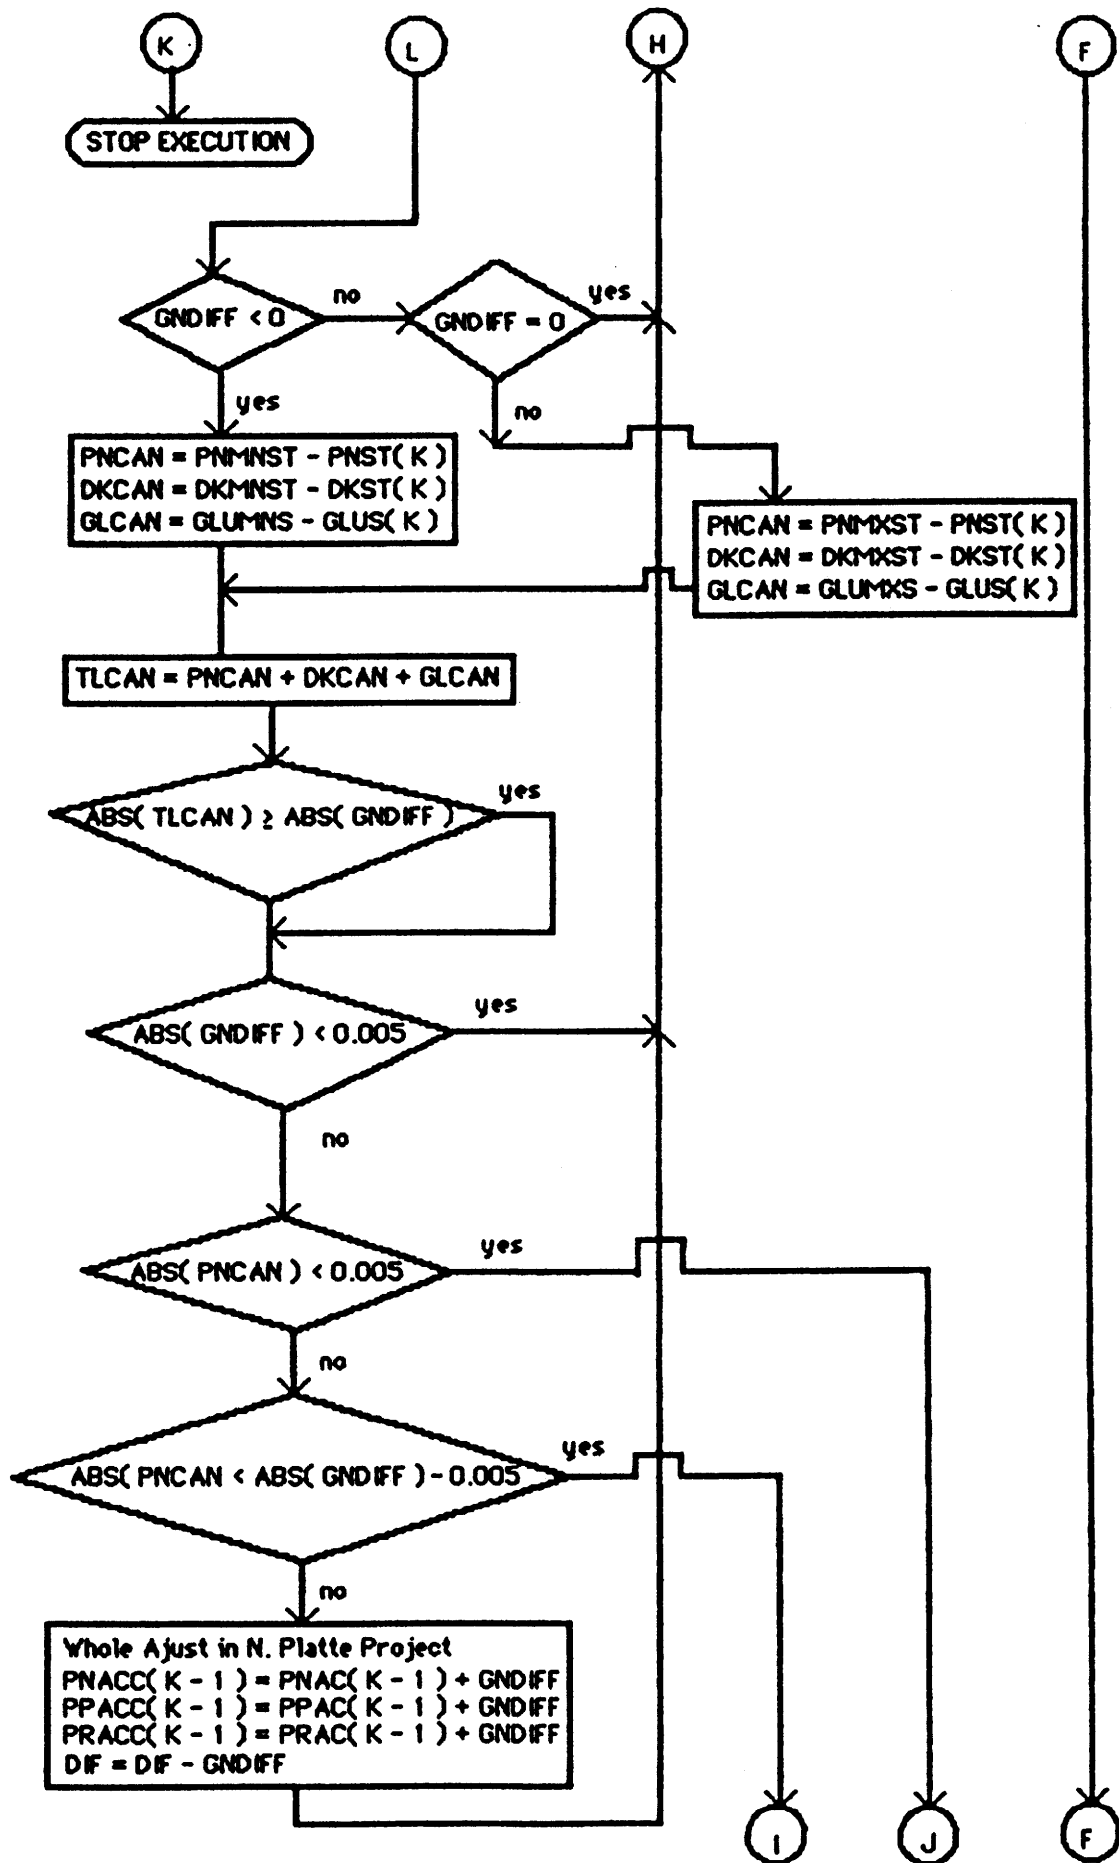 K
L
H
F
STOP EXECUTION
GNDIFF < 0
no
GNDIFF = 0
yes
yes
no
PNCAN = PNMNST - PNST( K )
DKCAN = DKMNST - DKST( K )
GLCAN = GLUMNS - GLUS( K )
PNCAN = PNMXST - PNST( K )
DKCAN = DKMXST - DKST( K )
GLCAN = GLUMXS - GLUS( K )
TLCAN = PNCAN + DKCAN + GLCAN
ABS( TLCAN ) ≥ ABS( GNDIFF )
yes
ABS( GNDIFF ) < 0.005
yes
no
ABS( PNCAN ) < 0.005
yes
no
ABS( PNCAN < ABS( GNDIFF ) - 0.005
yes
no
Whole Ajust in N. Platte Project
PNACC( K - 1 ) = PNAC( K - 1 ) + GNDIFF
PPACC( K - 1 ) = PPAC( K - 1 ) + GNDIFF
PRACC( K - 1 ) = PRAC( K - 1 ) + GNDIFF
DIF = DIF - GNDIFF
I
J
F